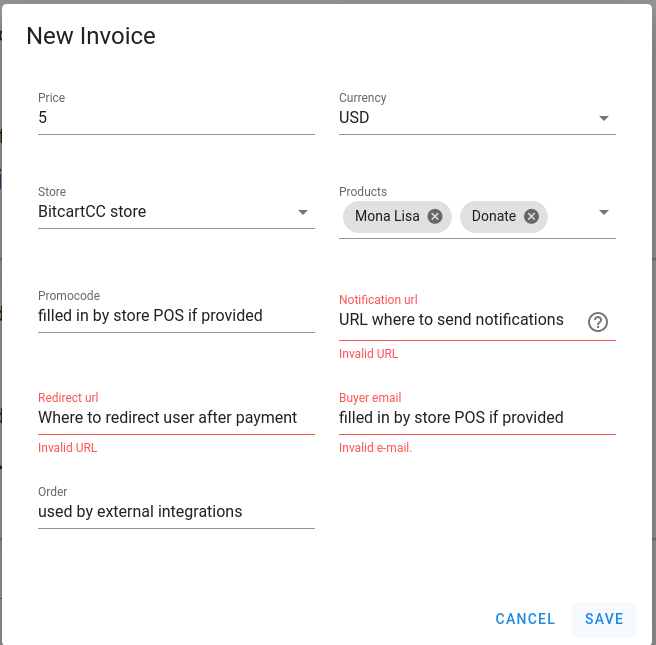 New Invoice
Price
5
Currency
USD
Store
BitcartCC store
Products
Mona Lisa
Donate
Promocode
filled in by store POS if provided
Notification url
URL where to send notifications
Invalid URL
Redirect url
Where to redirect user after payment
Invalid URL
Buyer email
filled in by store POS if provided
Invalid e-mail.
Order
used by external integrations
CANCEL
SAVE